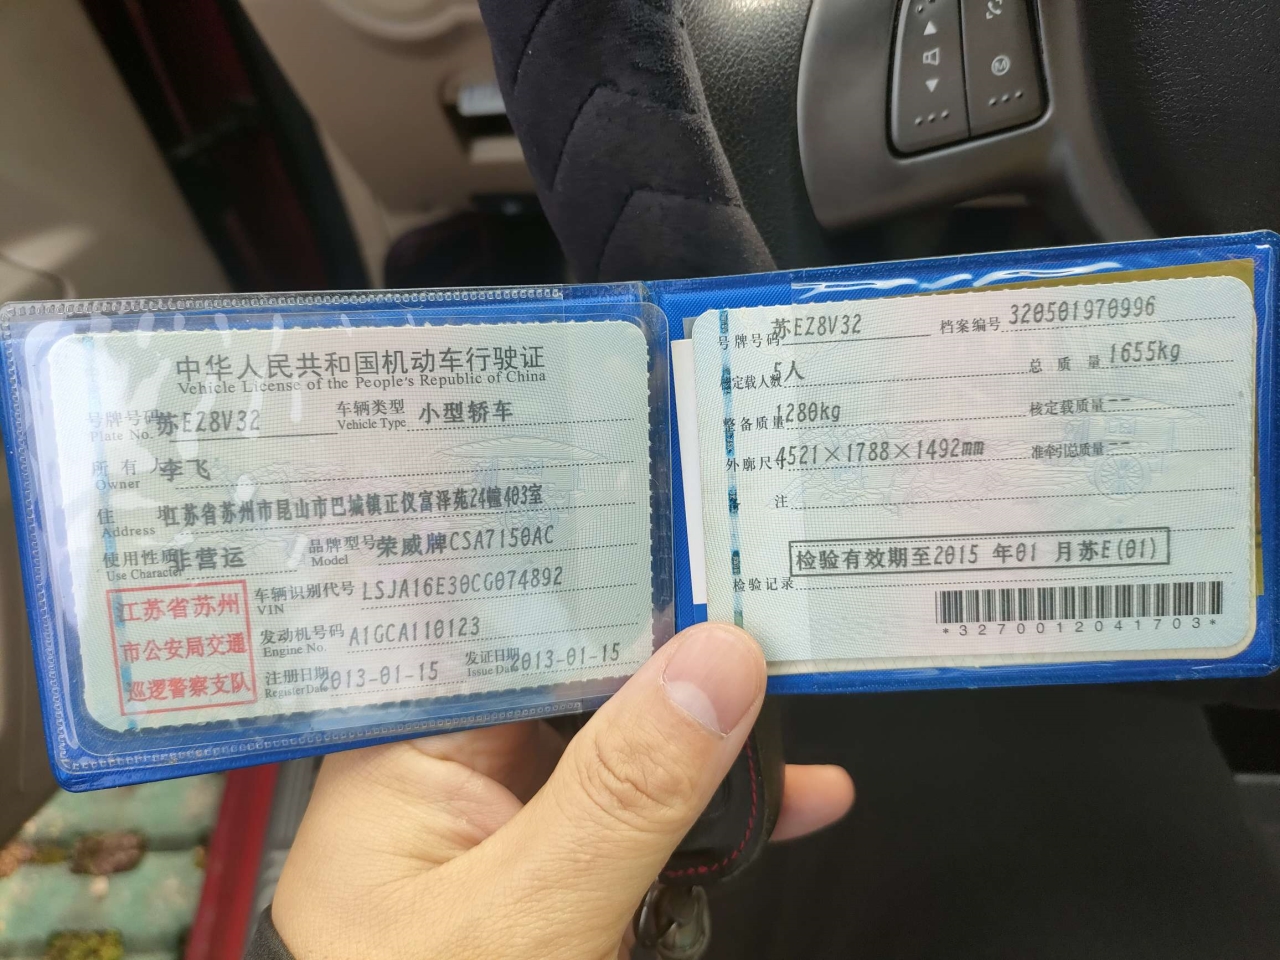 中华人民共和国机动车行驶证
Vehicle License of the People's Republic of China
号牌号码 苏EZ8V32 车辆类型 小型轿车
Plate No. Vehicle Type
所有人 李飞
Owner
住址 江苏省苏州市昆山市巴城镇正仪富泽苑24幢403室
Address
使用性质 非营运 品牌型号 荣威牌CSA7150AC
Use Character Model
江苏省苏州
市公安局交通
巡逻警察支队
车辆识别代号 LSJA16E30CG074892
VIN
发动机号码 A1GCA110123
Engine No.
注册日期 2013-01-15 发证日期 2013-01-15
Register Date Issue Date
号牌号码 苏EZ8V32 档案编号 320501970996
核定载人数 5人 总质量 1655kg
整备质量 1280kg 核定载质量 --
外廓尺寸 4521×1788×1492mm 准牵引总质量 --
备注
检验有效期至2015 年01 月苏E(01)
检验记录
*3270012041703*